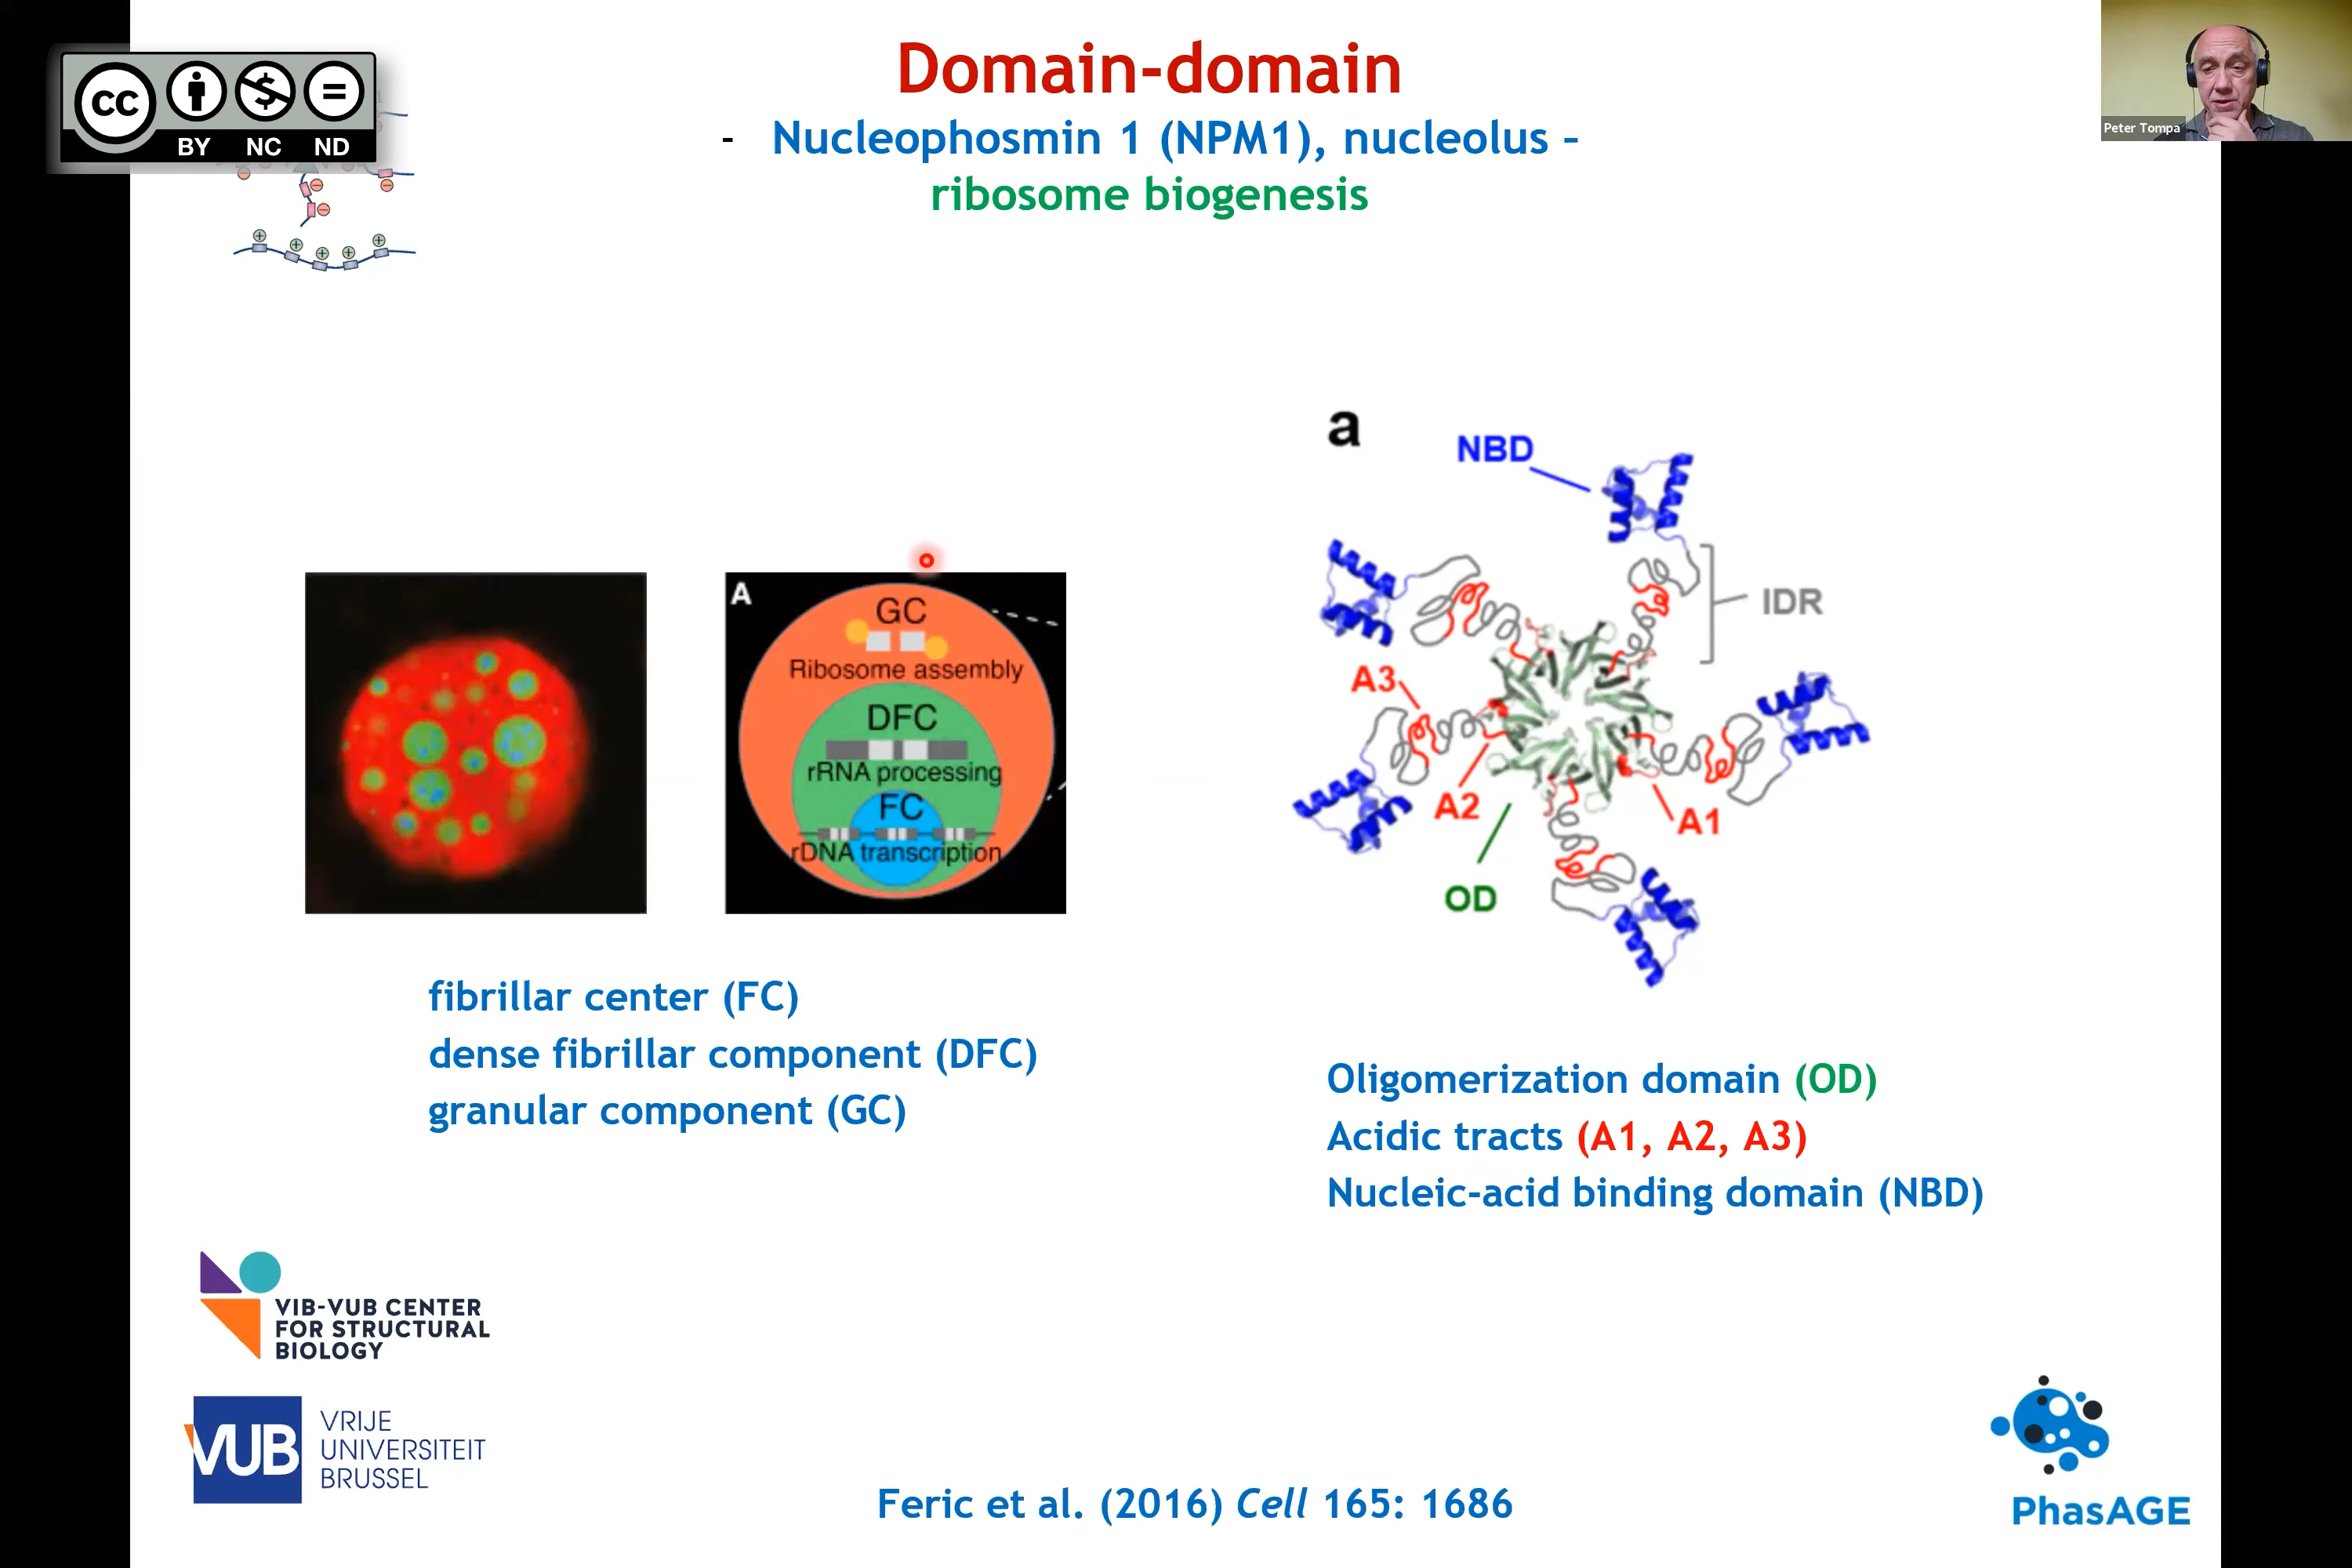 CC
BY NC ND
Domain-domain
- Nucleophosmin 1 (NPM1), nucleolus –
ribosome biogenesis
Peter Tompa
A
GC
Ribosome assembly
DFC
rRNA processing
FC
rDNA transcription
fibrillar center (FC)
dense fibrillar component (DFC)
granular component (GC)
a
NBD
IDR
A3
A2
A1
OD
Oligomerization domain (OD)
Acidic tracts (A1, A2, A3)
Nucleic-acid binding domain (NBD)
VIB-VUB CENTER
FOR STRUCTURAL
BIOLOGY
VUB
VRIJE
UNIVERSITEIT
BRUSSEL
Feric et al. (2016) Cell 165: 1686
PhasAGE